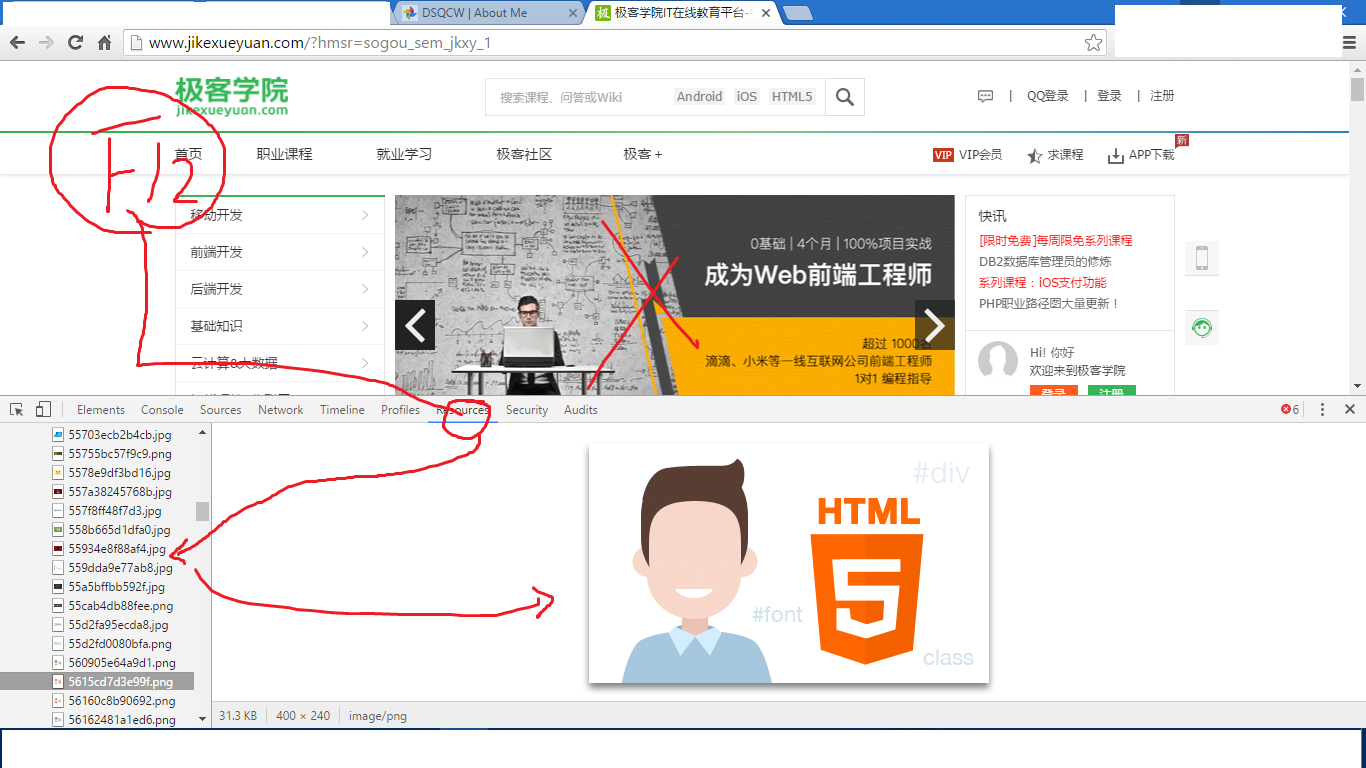 DSQCW | About Me
极客学院IT在线教育平台-
www.jikexueyuan.com/?hmsr=sogou_sem_jkxy_1
极客学院
jikexueyuan.com
搜索课程、问答或Wiki Android iOS HTML5
QQ登录 | 登录 | 注册
F12
首页 职业课程 就业学习 极客社区 极客+
VIP VIP会员 求课程 APP下载 新
移动开发
前端开发
后端开发
基础知识
云计算&大数据
0基础 | 4个月 | 100%项目实战
成为Web前端工程师
超过 1000名
滴滴、小米等一线互联网公司前端工程师
1对1 编程指导
快讯
[限时免费]每周限免系列课程
DB2数据库管理员的修炼
系列课程：iOS支付功能
PHP职业路径图大量更新！
Hi! 你好
欢迎来到极客学院
登录 注册
Elements Console Sources Network Timeline Profiles Resources Security Audits 6
55703ecb2b4cb.jpg
55755bc57f9c9.png
5578e9df3bd16.jpg
557a38245768b.jpg
557f8ff48f7d3.jpg
558b665d1dfa0.jpg
55934e8f88af4.jpg
559dda9e77ab8.jpg
55a5bffbb592f.jpg
55cab4db88fee.png
55d2fa95ecda8.jpg
55d2fd0080bfa.png
560905e64a9d1.png
5615cd7d3e99f.png
56160c8b90692.png
56162481a1ed6.png
#div
HTML
5
#font
class
31.3 KB 400 × 240 image/png